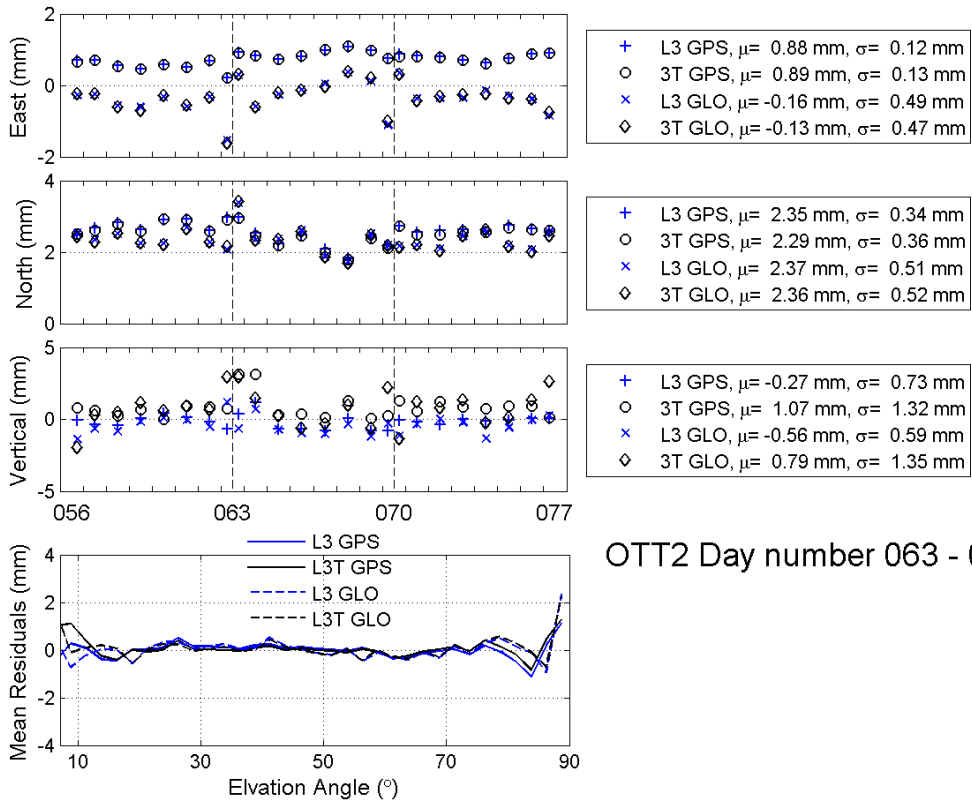 2
0
-2
East (mm)
L3 GPS, μ= 0.88 mm, σ= 0.12 mm
3T GPS, μ= 0.89 mm, σ= 0.13 mm
L3 GLO, μ= -0.16 mm, σ= 0.49 mm
3T GLO, μ= -0.13 mm, σ= 0.47 mm
4
2
0
North (mm)
L3 GPS, μ= 2.35 mm, σ= 0.34 mm
3T GPS, μ= 2.29 mm, σ= 0.36 mm
L3 GLO, μ= 2.37 mm, σ= 0.51 mm
3T GLO, μ= 2.36 mm, σ= 0.52 mm
5
0
-5
Vertical (mm)
L3 GPS, μ= -0.27 mm, σ= 0.73 mm
3T GPS, μ= 1.07 mm, σ= 1.32 mm
L3 GLO, μ= -0.56 mm, σ= 0.59 mm
3T GLO, μ= 0.79 mm, σ= 1.35 mm
056 063 070 077
L3 GPS
L3T GPS
L3 GLO
L3T GLO
4
2
0
-2
-4
Mean Residuals (mm)
10 30 50 70 90
Elvation Angle (°)
OTT2 Day number 063 -